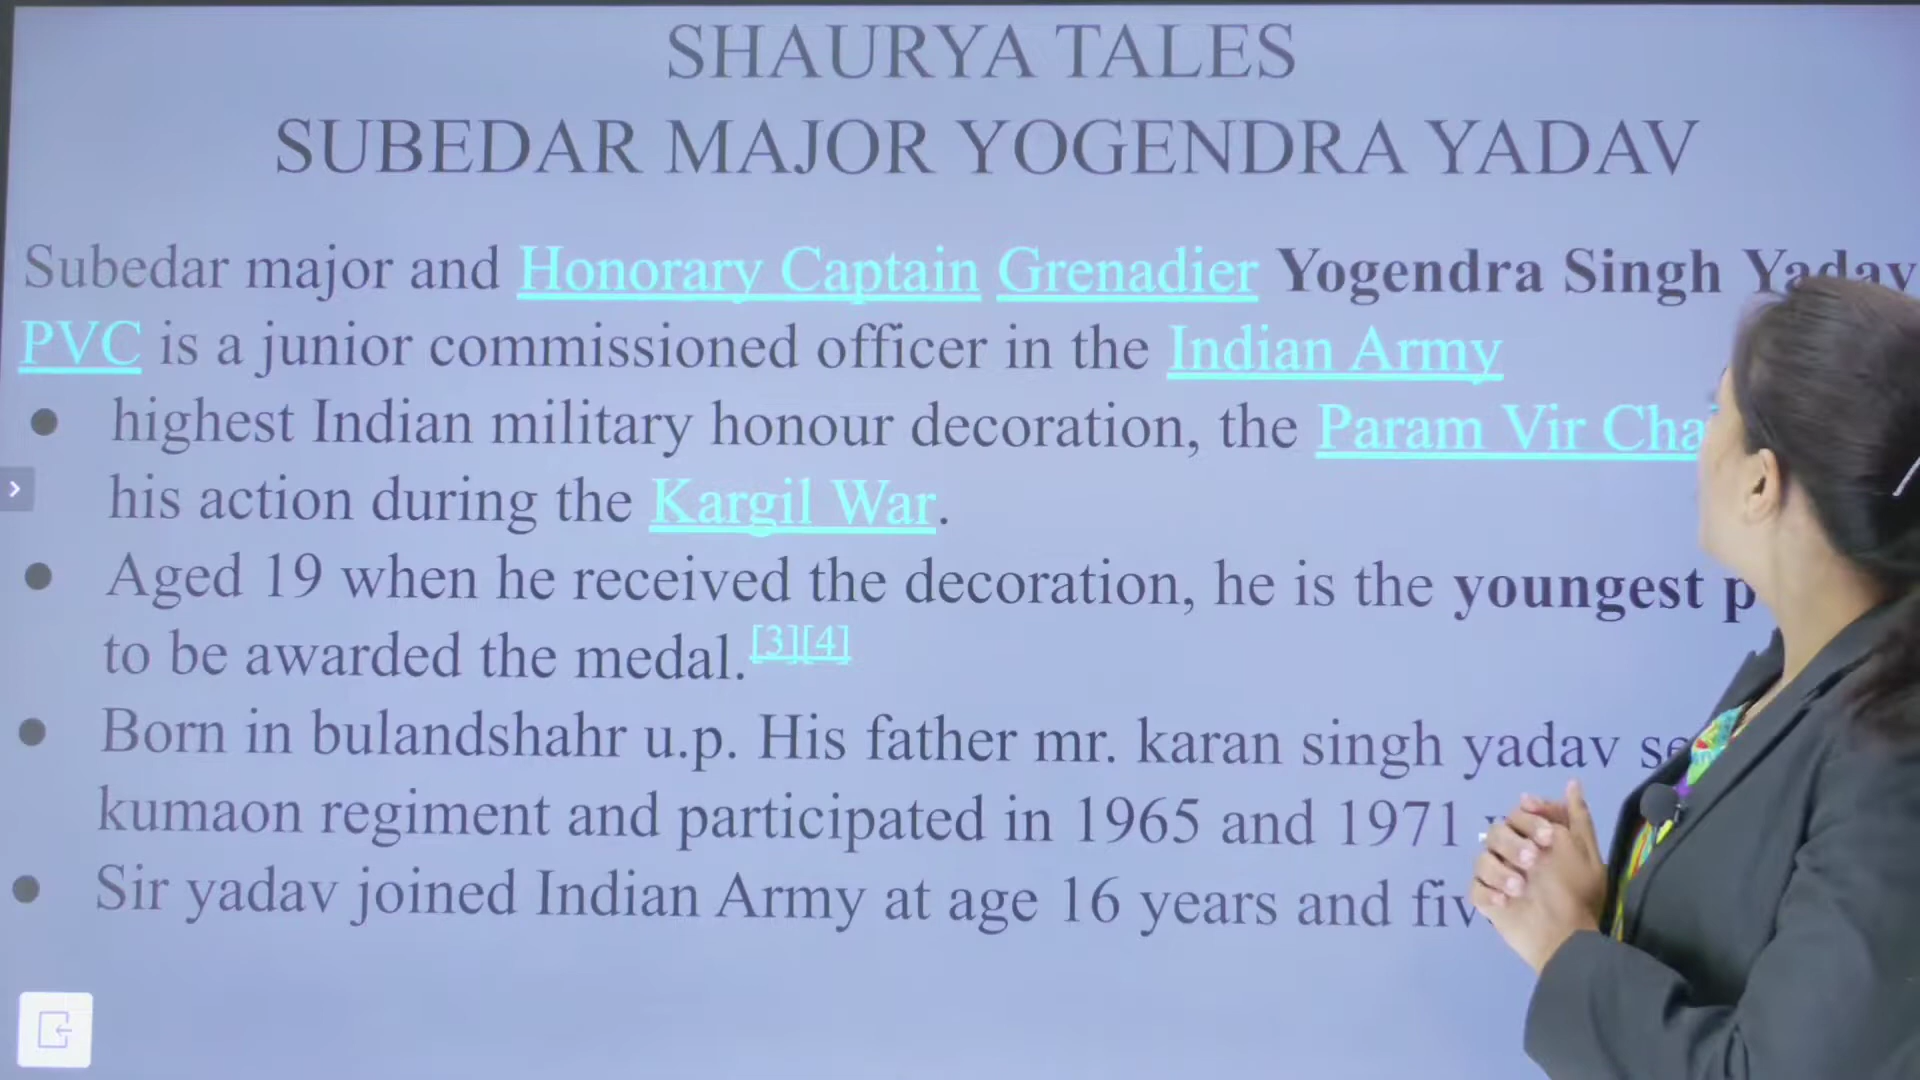 SHAURYA TALES
SUBEDAR MAJOR YOGENDRA YADAV
Subedar major and Honorary Captain Grenadier Yogendra Singh Yadav
PVC is a junior commissioned officer in the Indian Army
● highest Indian military honour decoration, the Param Vir
his action during the Kargil War.
● Aged 19 when he received the decoration, he is the youngest
to be awarded the medal.[3][4]
● Born in bulandshahr u.p. His father mr. karan singh yadav
kumaon regiment and participated in 1965 and 1971
● Sir yadav joined Indian Army at age 16 years and